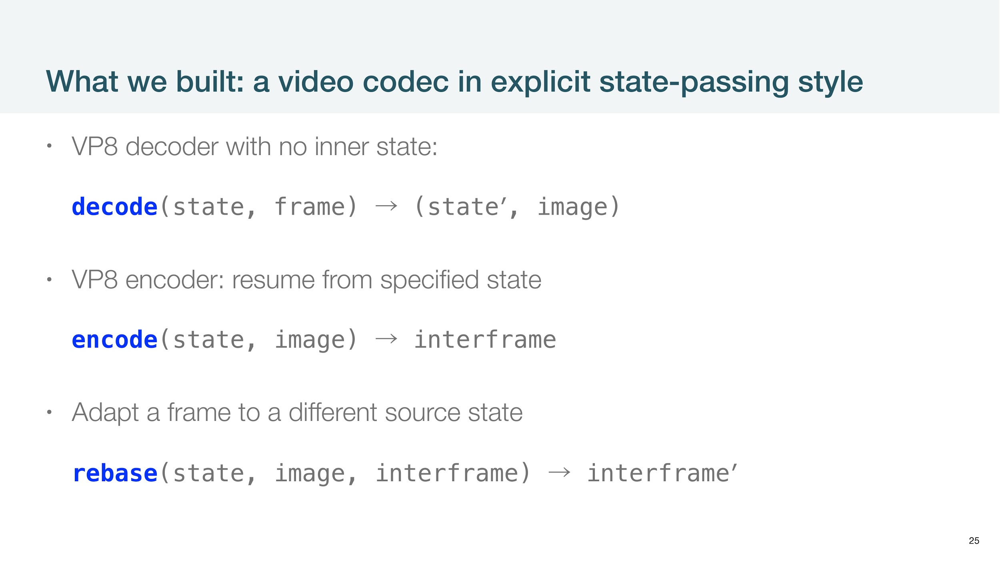 What we built: a video codec in explicit state-passing style
• VP8 decoder with no inner state:
decode(state, frame) → (state′, image)
• VP8 encoder: resume from specified state
encode(state, image) → interframe
• Adapt a frame to a different source state
rebase(state, image, interframe) → interframe′
25